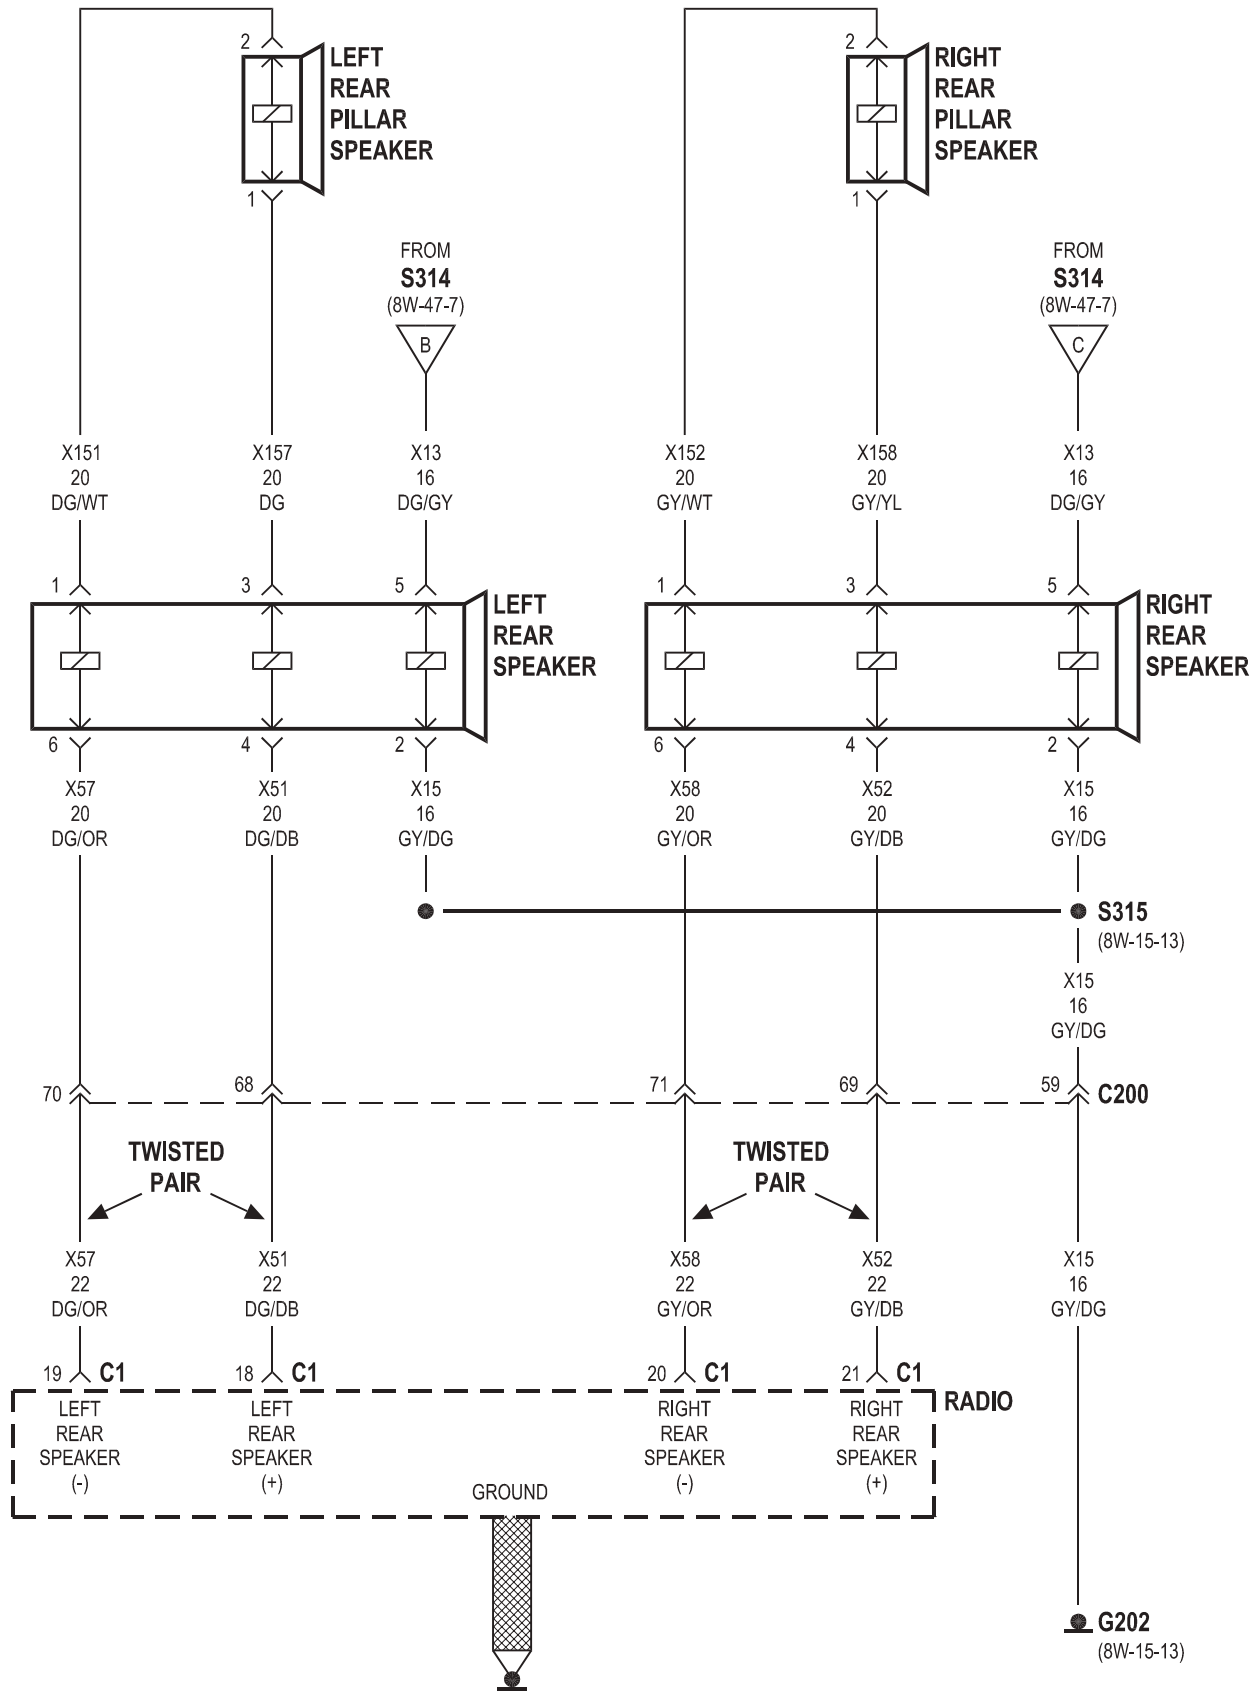 2
LEFT
REAR
PILLAR
SPEAKER
1
2
RIGHT
REAR
PILLAR
SPEAKER
1
FROM
S314
(8W-47-7)
B
FROM
S314
(8W-47-7)
C
X151
20
DG/WT
X157
20
DG
X13
16
DG/GY
X152
20
GY/WT
X158
20
GY/YL
X13
16
DG/GY
1
3
5
LEFT
REAR
SPEAKER
1
3
5
RIGHT
REAR
SPEAKER
6
4
2
6
4
2
X57
20
DG/OR
X51
20
DG/DB
X15
16
GY/DG
X58
20
GY/OR
X52
20
GY/DB
X15
16
GY/DG
S315
(8W-15-13)
X15
16
GY/DG
70
68
71
69
59
C200
TWISTED
PAIR
TWISTED
PAIR
X57
22
DG/OR
X51
22
DG/DB
X58
22
GY/OR
X52
22
GY/DB
X15
16
GY/DG
19 C1
18 C1
20 C1
21 C1
RADIO
LEFT
REAR
SPEAKER
(-)
LEFT
REAR
SPEAKER
(+)
RIGHT
REAR
SPEAKER
(-)
RIGHT
REAR
SPEAKER
(+)
GROUND
G202
(8W-15-13)